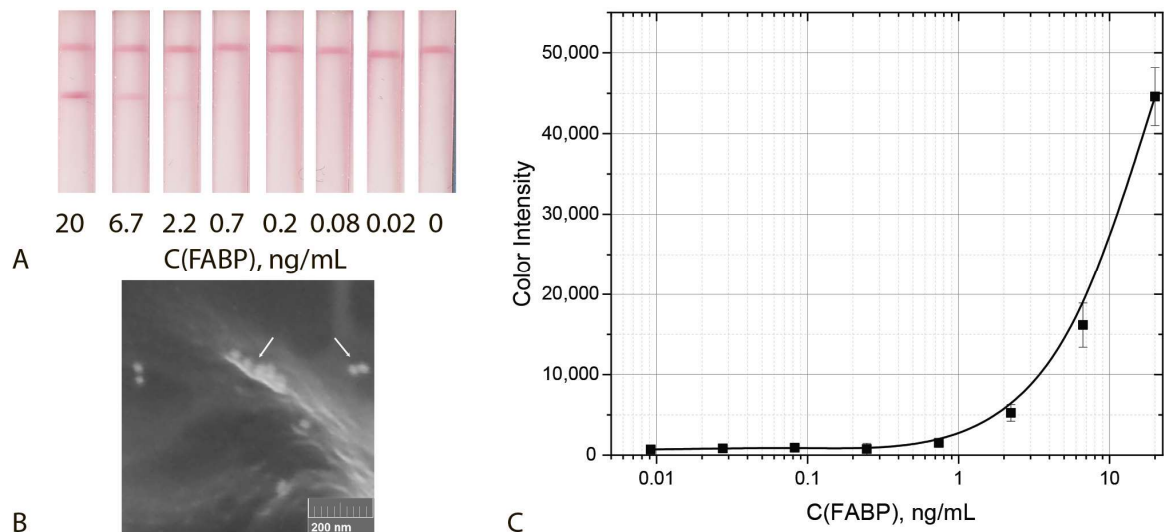 20 6.7 2.2 0.7 0.2 0.08 0.02 0
A C(FABP), ng/mL
200 nm
B
50,000
40,000
30,000
20,000
10,000
0
Color Intensity
0.01 0.1 1 10
C(FABP), ng/mL
C